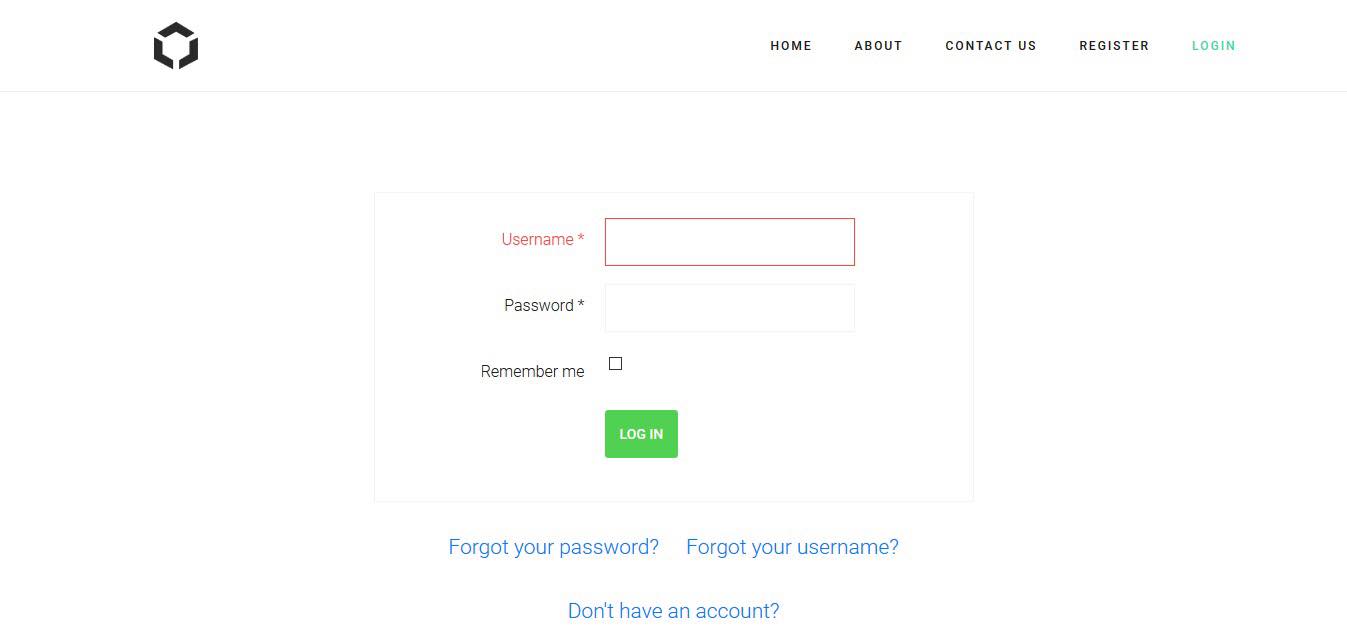 HOME ABOUT CONTACT US REGISTER LOGIN
Username *
Password *
Remember me
LOG IN
Forgot your password? Forgot your username?
Don't have an account?